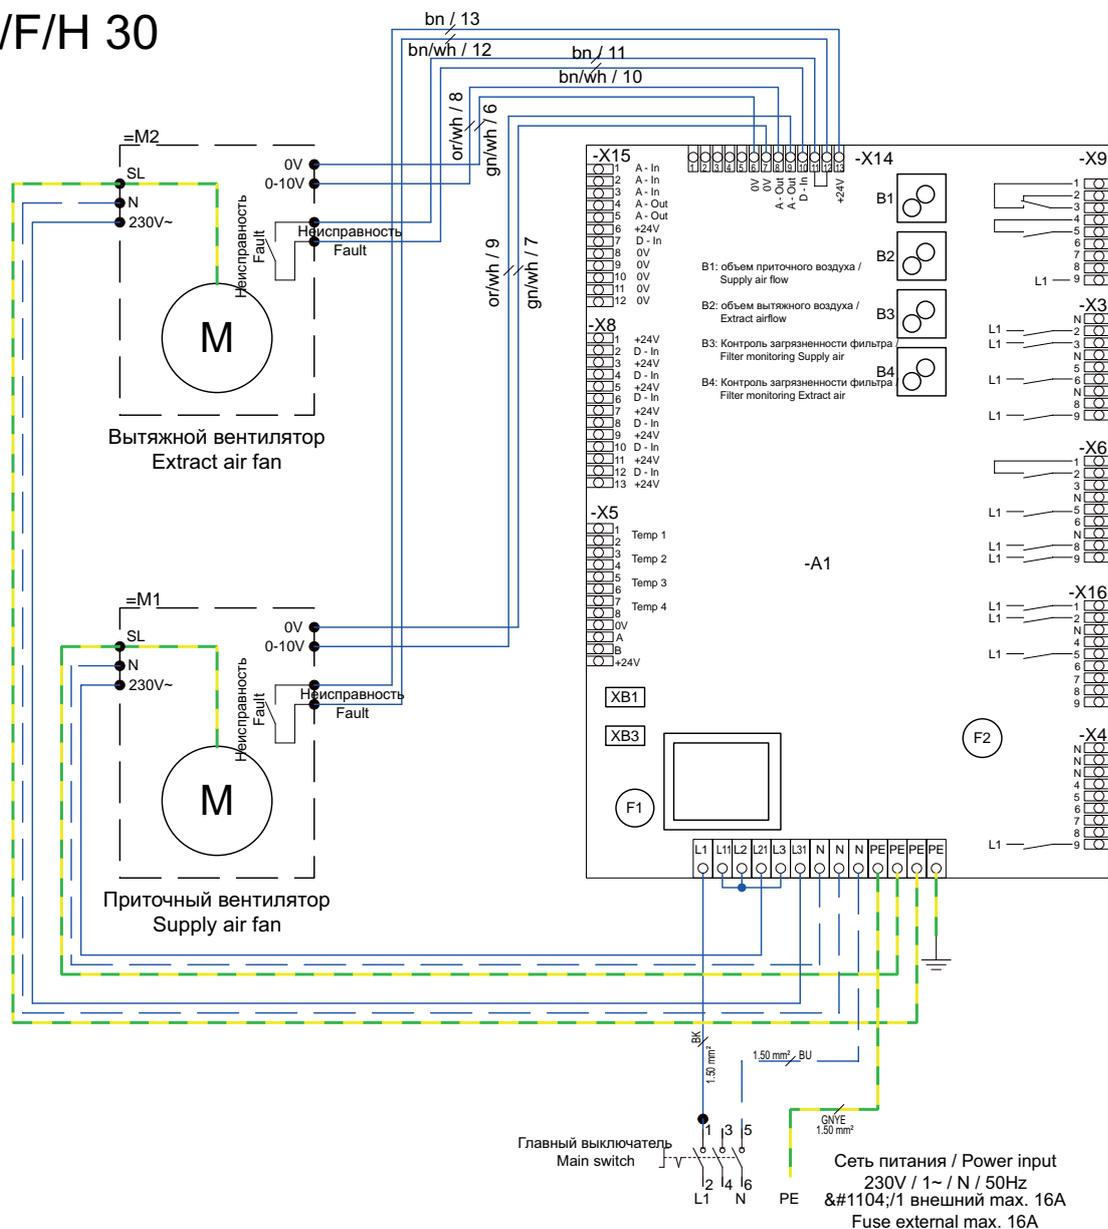 /F/H 30
bn / 13
bn/wh / 12
bn / 11
bn/wh / 10
or/wh / 8
gn/wh / 6
or/wh / 9
gn/wh / 7
=M2
SL
N
230V~
0V
0-10V
Неисправность
Fault
Неисправность
Fault
M
Вытяжной вентилятор
Extract air fan
=M1
SL
N
230V~
0V
0-10V
Неисправность
Fault
Неисправность
Fault
M
Приточный вентилятор
Supply air fan
-X15
1 A - In
2 A - In
3 A - In
4 A - Out
5 A - Out
6 +24V
7 D - In
8 0V
9 0V
10 0V
11 0V
12 0V
-X8
1 +24V
2 D - In
3 +24V
4 D - In
5 +24V
6 D - In
7 +24V
8 D - In
9 +24V
10 D - In
11 +24V
12 D - In
13 +24V
-X5
1
2
Temp 1
3
4
Temp 2
5
6
Temp 3
7
8
Temp 4
0V
A
B
+24V
XB1
XB3
F1
-X14
1 2 3 4 5 6 7 8 9 10 11 12 13
0V
0V
A - Out
A - Out
D - In
+24V
B1
B2
B3
B4
B1: объем приточного воздуха /
Supply air flow
B2: объем вытяжного воздуха /
Extract airflow
B3: Контроль загрязненности фильтра /
Filter monitoring Supply air
B4: Контроль загрязненности фильтра /
Filter monitoring Extract air
-A1
F2
-X9
1
2
3
4
5
6
7
8
L1 9
-X3
N
L1 2
L1 3
N
5
L1 6
N
8
L1 9
-X6
1
2
3
N
L1 5
6
N
L1 8
L1 9
-X16
L1 1
L1 2
N
4
L1 5
6
7
8
9
-X4
N
N
N
4
5
6
7
8
L1 9
L1 L11 L2 L21 L3 L31 N N N PE PE PE PE
BK
1.50 mm²
1.50 mm² BU
GNYE
1.50 mm²
Главный выключатель
Main switch
1 3 5
2 4 6
L1 N PE
Сеть питания / Power input
230V / 1~ / N / 50Hz
&#1104;/1 внешний max. 16A
Fuse external max. 16A